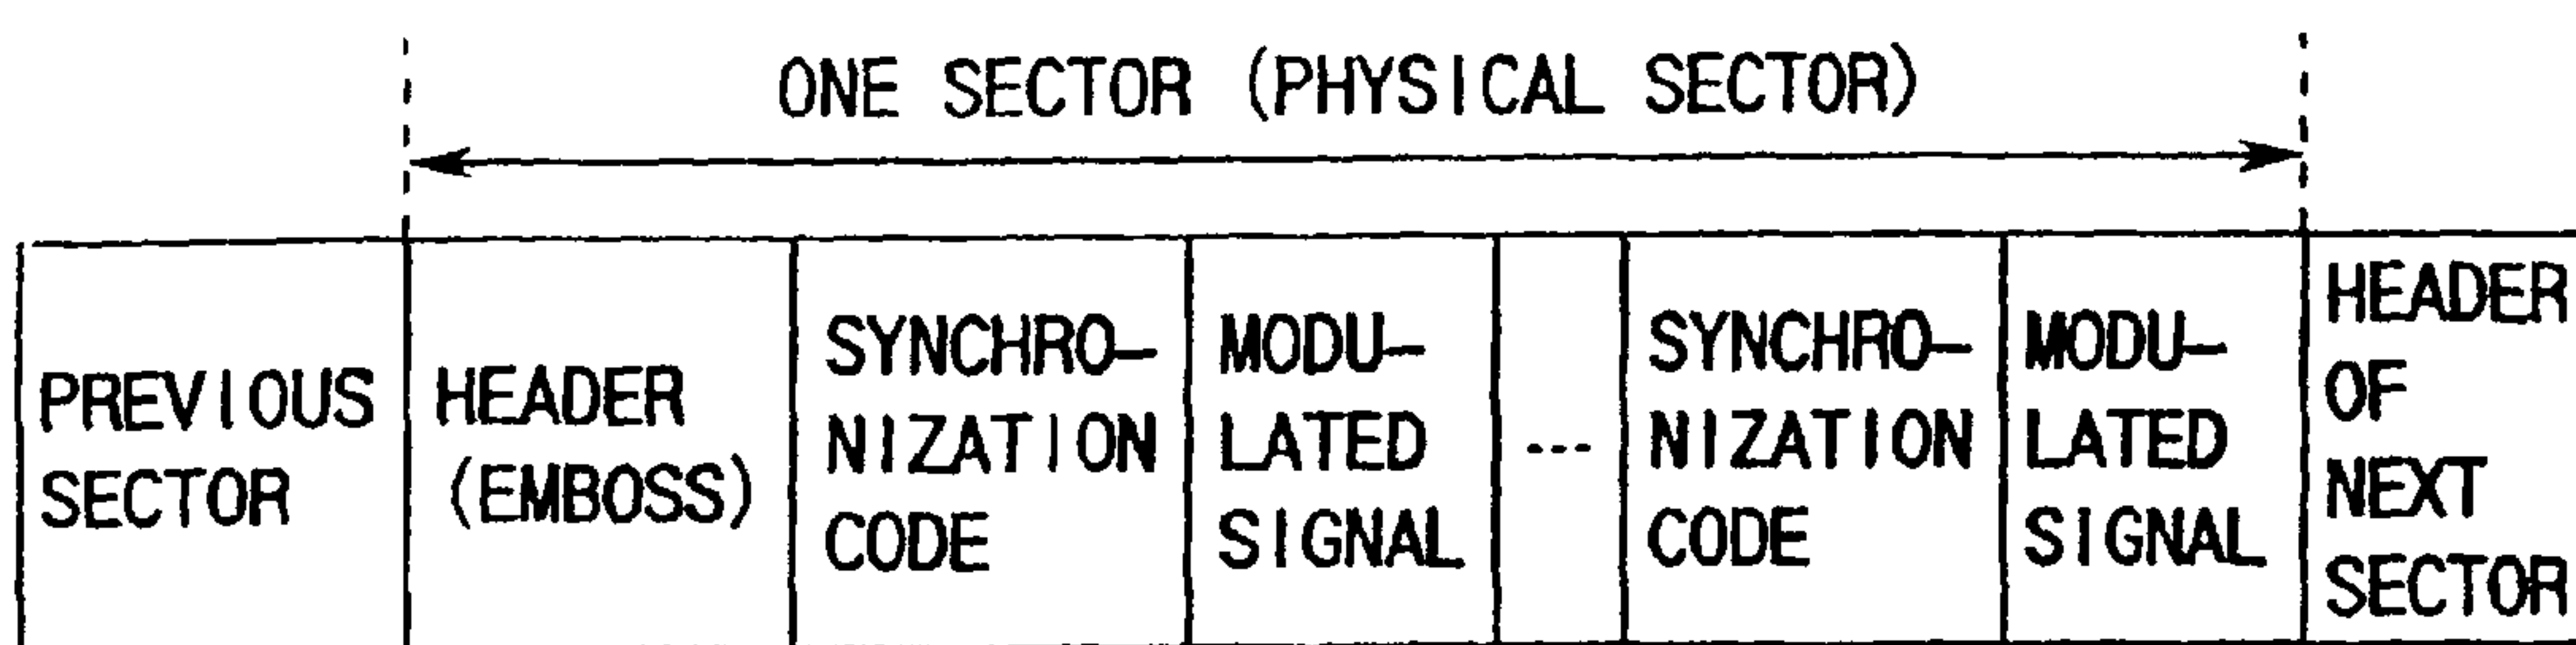 ONE SECTOR (PHYSICAL SECTOR)
PREVIOUS
SECTOR
HEADER
(EMBOSS)
SYNCHRO-
NIZATION
CODE
MODU-
LATED
SIGNAL
---
SYNCHRO-
NIZATION
CODE
MODU-
LATED
SIGNAL
HEADER
OF
NEXT
SECTOR